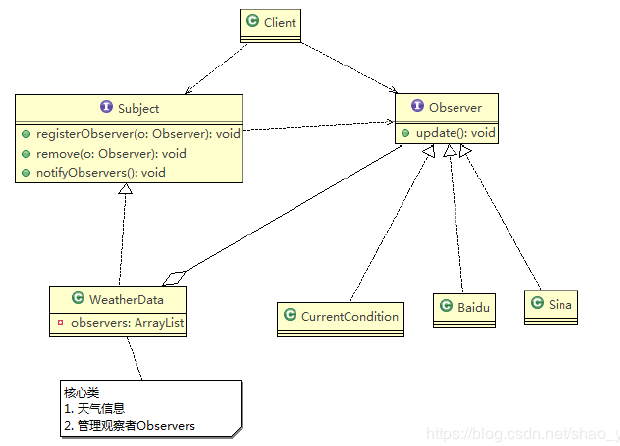 Client
Subject
registerObserver(o: Observer): void
remove(o: Observer): void
notifyObservers(): void
Observer
update(): void
WeatherData
observers: ArrayList
CurrentCondition
Baidu
Sina
核心类
1. 天气信息
2. 管理观察者Observers
https://blog.csdn.net/shao_y